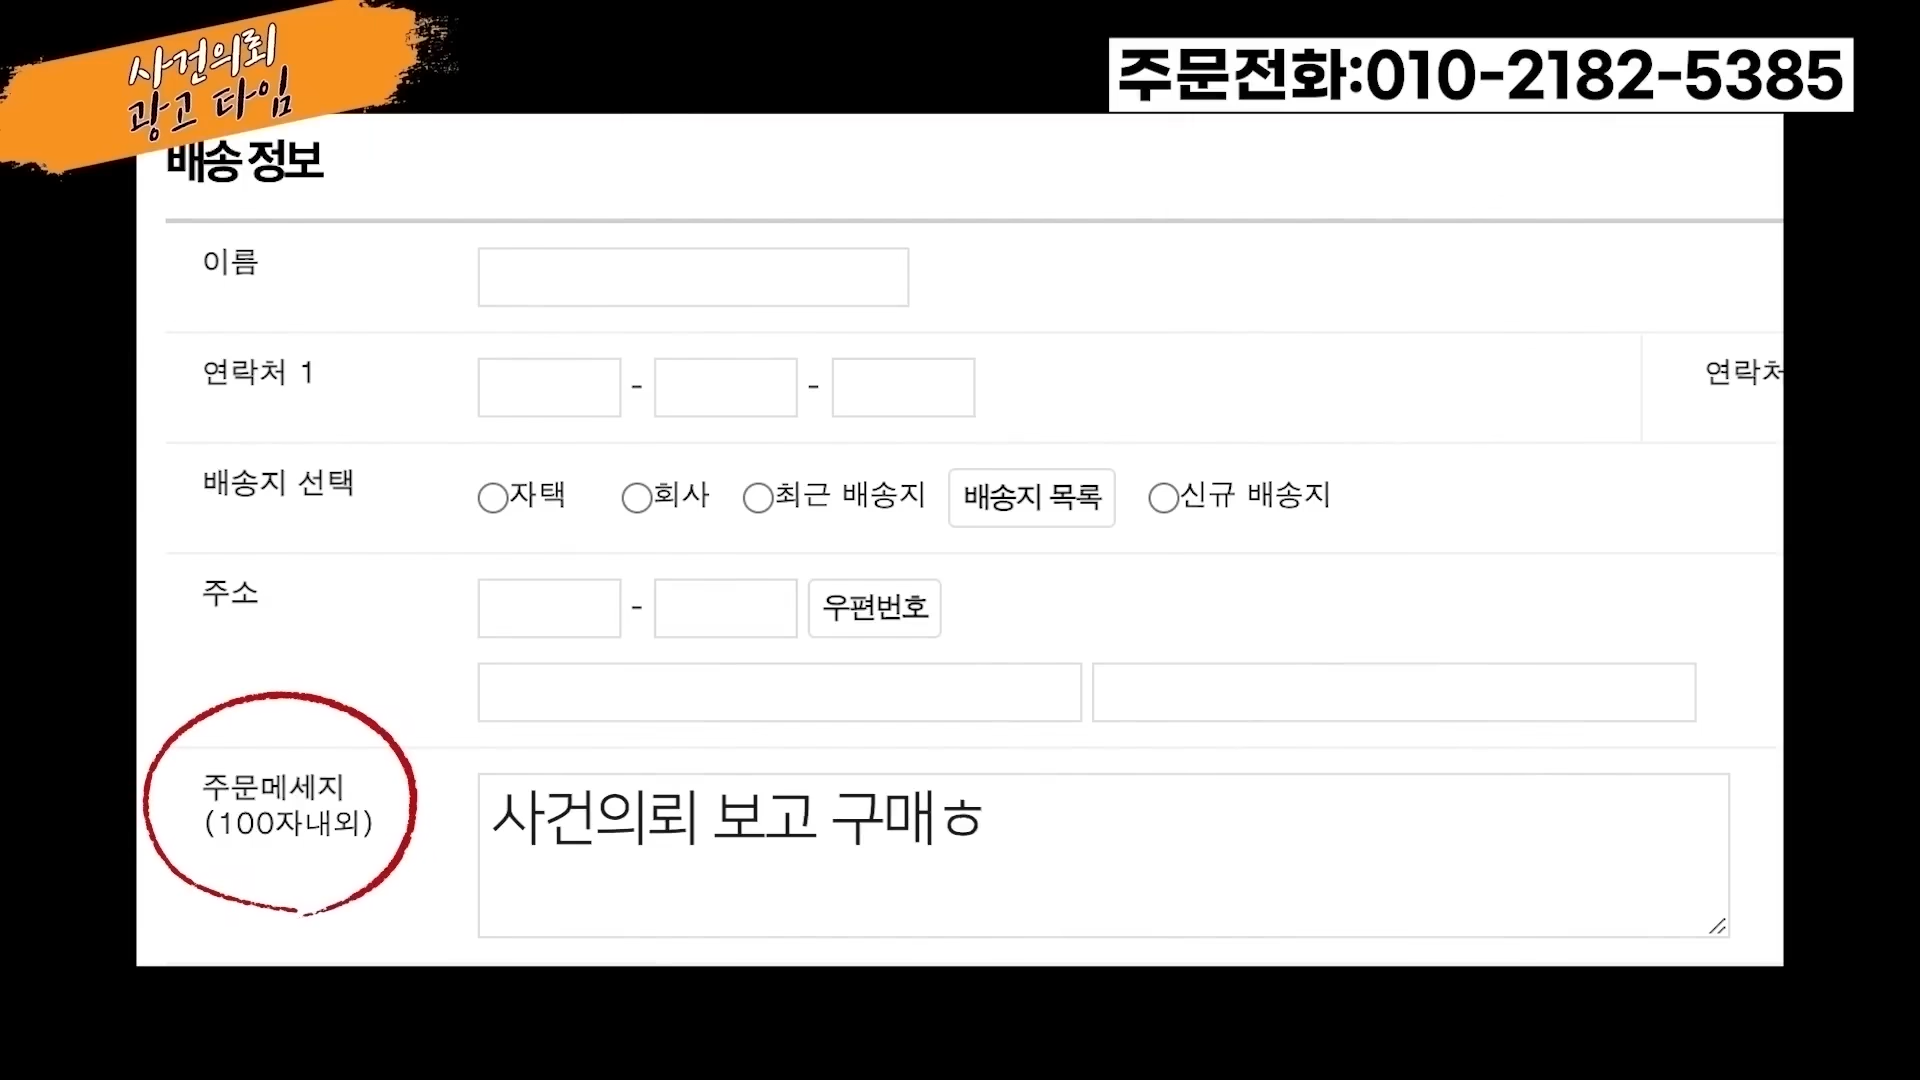 사건의뢰
광고 타임
주문전화:010-2182-5385
배송 정보
이름
연락처 1 - - 연락처
배송지 선택 자택 회사 최근 배송지 배송지 목록 신규 배송지
주소 - 우편번호
주문메세지
(100자내외)
사건의뢰 보고 구매ㅎ